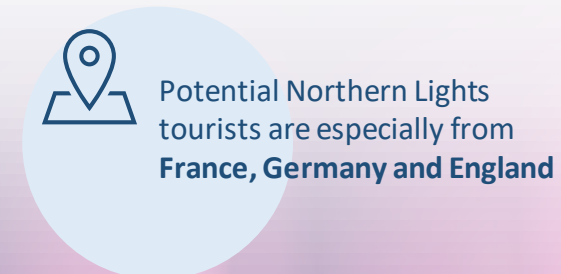 Potential Northern Lights
tourists are especially from
France, Germany and England